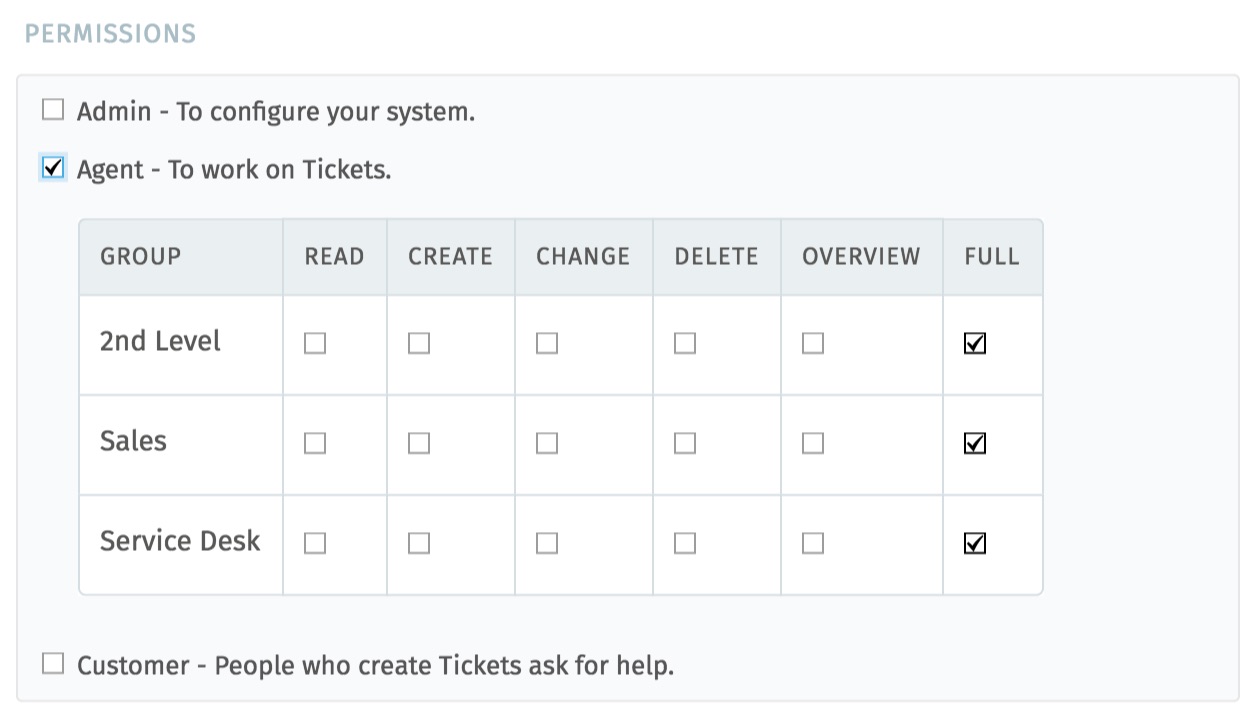 PERMISSIONS
Admin - To configure your system.
Agent - To work on Tickets.
GROUP READ CREATE CHANGE DELETE OVERVIEW FULL
2nd Level
Sales
Service Desk
Customer - People who create Tickets ask for help.